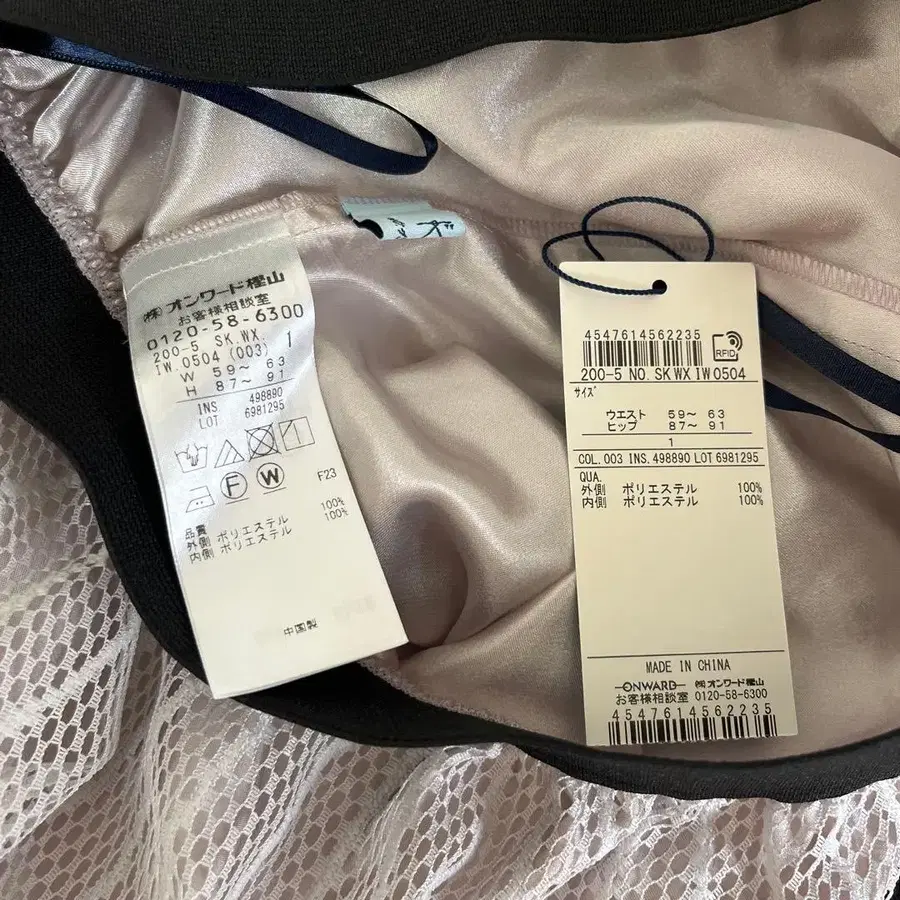 ㈱オンワード樫山
お客様相談室
0120-58-6300
200-5 SK.WX. 1
IW.0504 (003)
W 59～ 63
H 87～ 91
INS. 498890
LOT 6981295
F W
F23
品質
外側 ポリエステル 100%
内側 ポリエステル 100%
中国製
4547614562235
RFID
200-5 NO. SKWX IW0504
サイズ
ウエスト 59～ 63
ヒップ 87～ 91
1
COL.003 INS.498890 LOT 6981295
QUA.
外側 ポリエステル 100%
内側 ポリエステル 100%
MADE IN CHINA
ONWARD ㈱オンワード樫山
お客様相談室 0120-58-6300
4547614562235